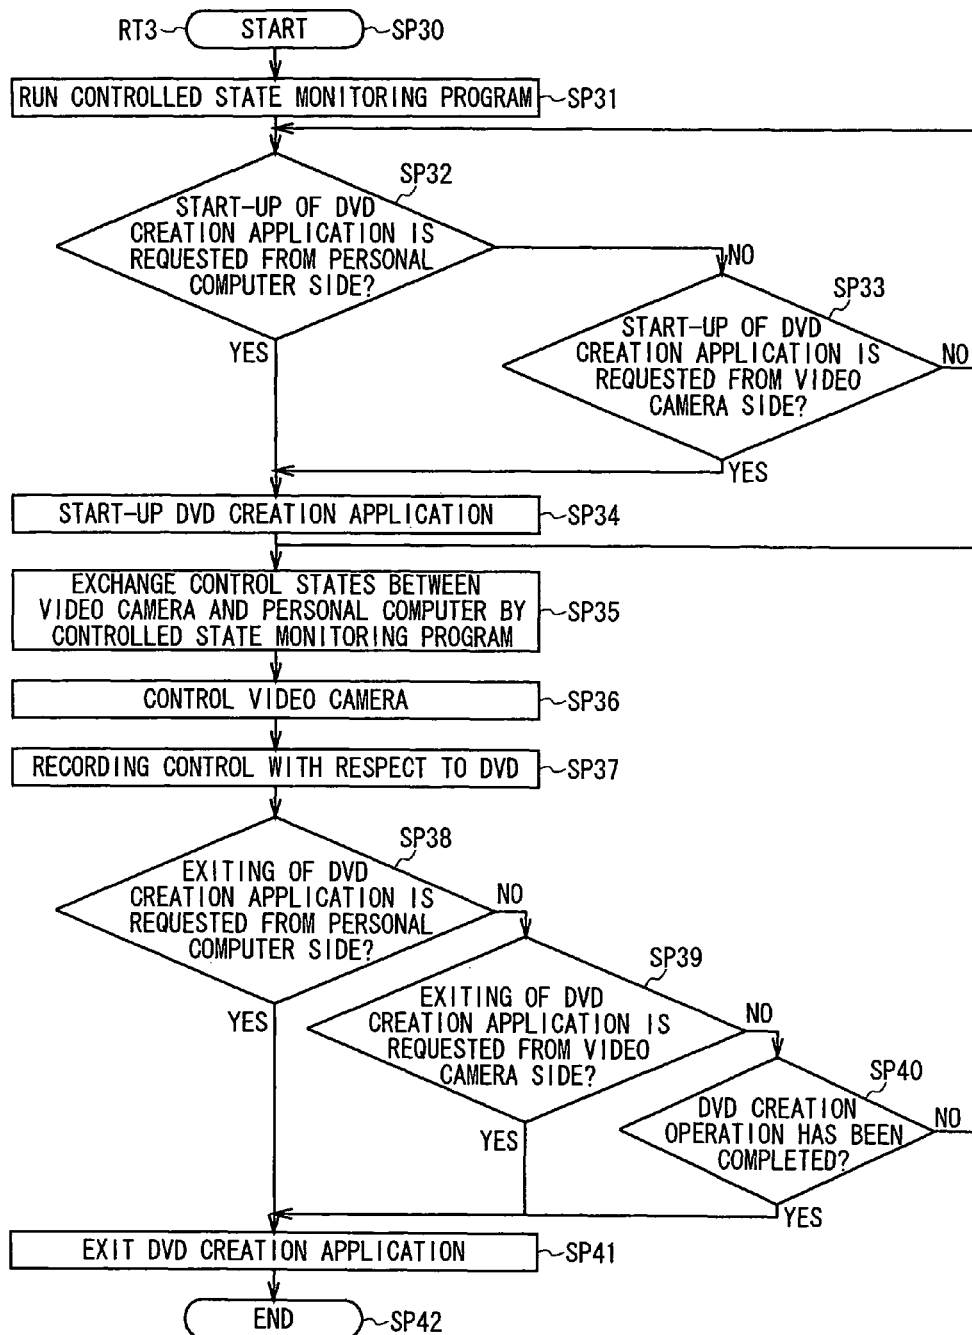 RT3
START
SP30
RUN CONTROLLED STATE MONITORING PROGRAM
SP31
SP32
START-UP OF DVD
CREATION APPLICATION IS
REQUESTED FROM PERSONAL
COMPUTER SIDE?
NO
YES
SP33
START-UP OF DVD
CREATION APPLICATION IS
REQUESTED FROM VIDEO
CAMERA SIDE?
NO
YES
START-UP DVD CREATION APPLICATION
SP34
EXCHANGE CONTROL STATES BETWEEN
VIDEO CAMERA AND PERSONAL COMPUTER BY
CONTROLLED STATE MONITORING PROGRAM
SP35
CONTROL VIDEO CAMERA
SP36
RECORDING CONTROL WITH RESPECT TO DVD
SP37
SP38
EXITING OF DVD
CREATION APPLICATION IS
REQUESTED FROM PERSONAL
COMPUTER SIDE?
NO
YES
SP39
EXITING OF DVD
CREATION APPLICATION IS
REQUESTED FROM VIDEO
CAMERA SIDE?
NO
YES
SP40
DVD CREATION
OPERATION HAS BEEN
COMPLETED?
NO
YES
EXIT DVD CREATION APPLICATION
SP41
END
SP42